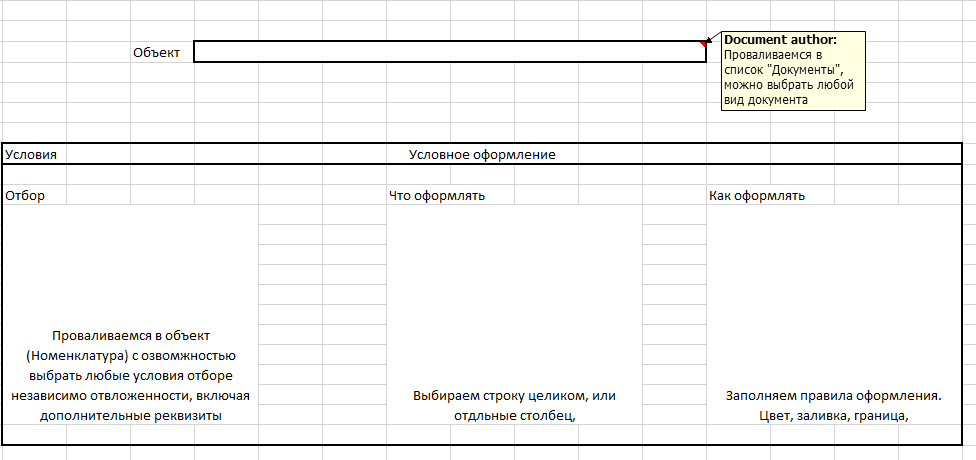 Объект
Document author:
Проваливаемся в
список "Документы",
можно выбрать любой
вид документа
Условия
Условное оформление
Отбор
Что оформлять
Как оформлять
Проваливаемся в объект
(Номенклатура) с озвомжностью
выбрать любые условия отборе
независимо отвложенности, включая
дополнительные реквизиты
Выбираем строку целиком, или
отдльные столбец,
Заполняем правила оформления.
Цвет, заливка, граница,